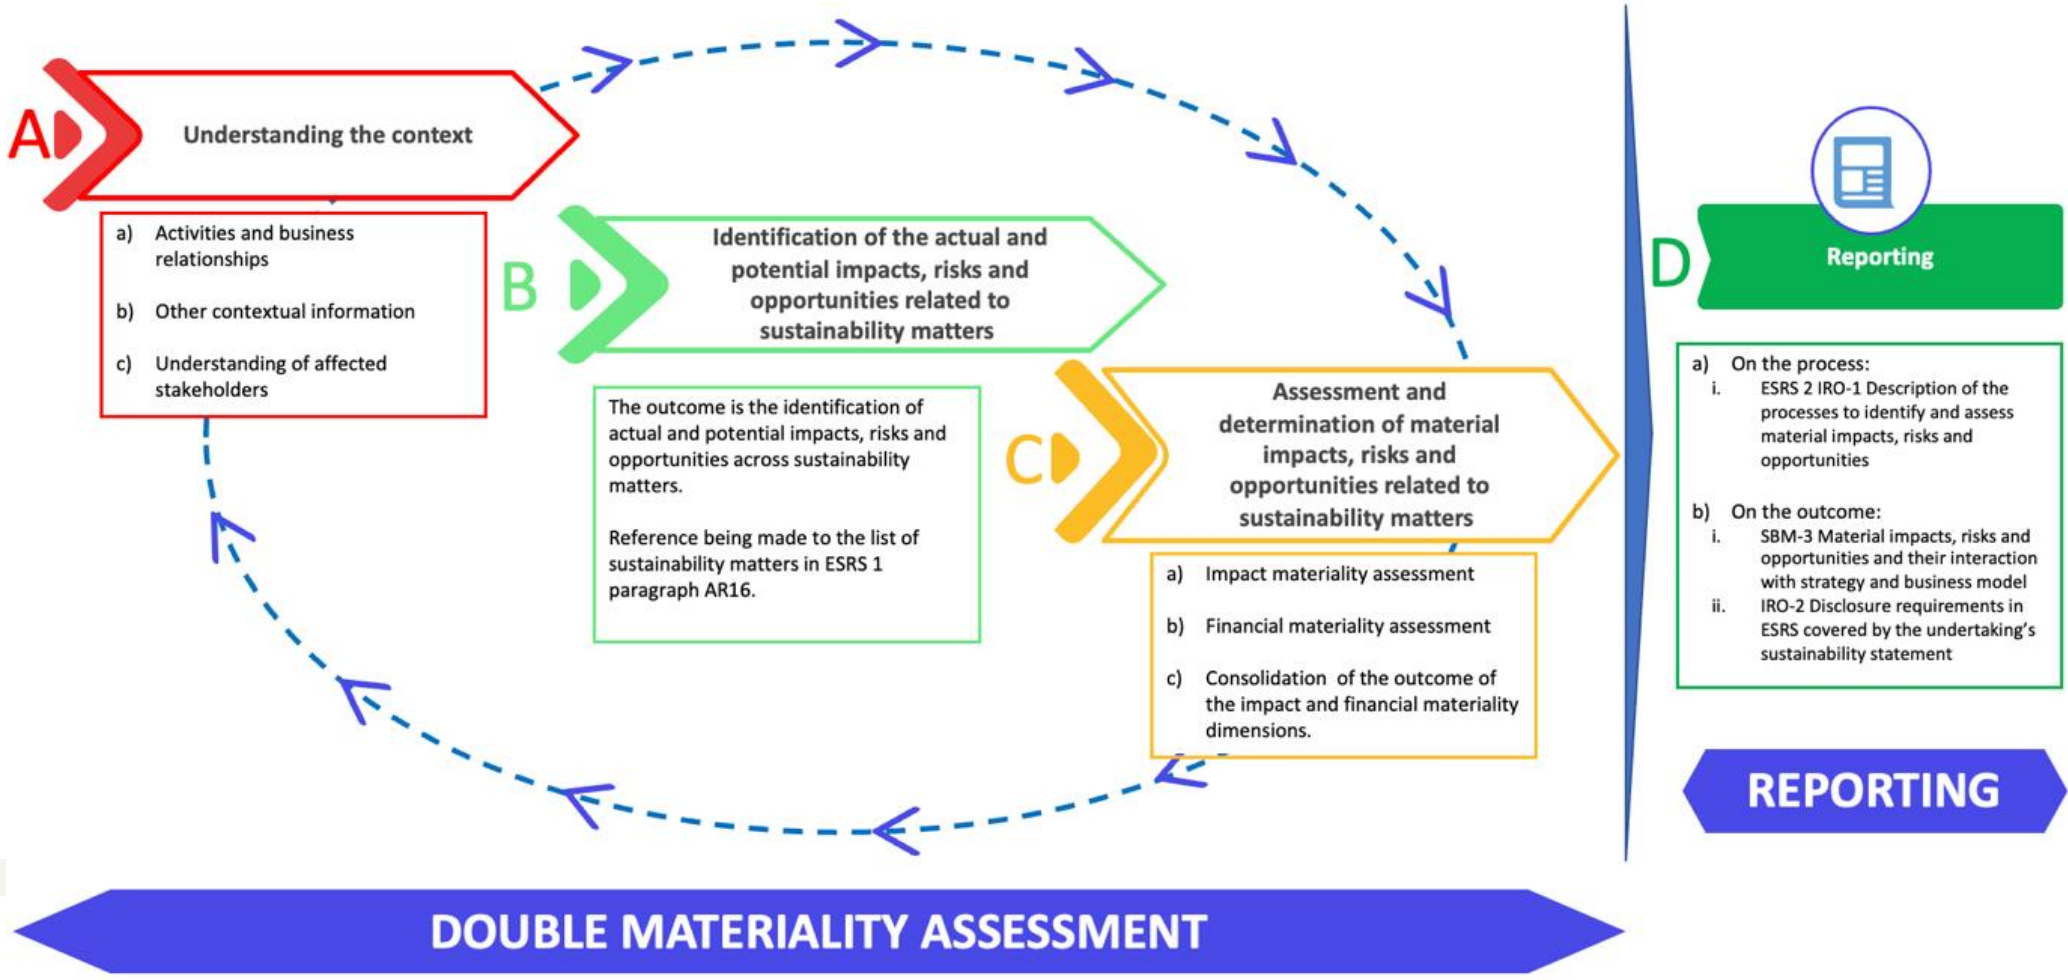 A
Understanding the context
a) Activities and business
relationships
b) Other contextual information
c) Understanding of affected
stakeholders
B
Identification of the actual and
potential impacts, risks and
opportunities related to
sustainability matters
The outcome is the identification of
actual and potential impacts, risks and
opportunities across sustainability
matters.
Reference being made to the list of
sustainability matters in ESRS 1
paragraph AR16.
C
Assessment and
determination of material
impacts, risks and
opportunities related to
sustainability matters
a) Impact materiality assessment
b) Financial materiality assessment
c) Consolidation of the outcome of
the impact and financial materiality
dimensions.
D
Reporting
a) On the process:
i. ESRS 2 IRO-1 Description of the
processes to identify and assess
material impacts, risks and
opportunities
b) On the outcome:
i. SBM-3 Material impacts, risks and
opportunities and their interaction
with strategy and business model
ii. IRO-2 Disclosure requirements in
ESRS covered by the undertaking's
sustainability statement
REPORTING
DOUBLE MATERIALITY ASSESSMENT